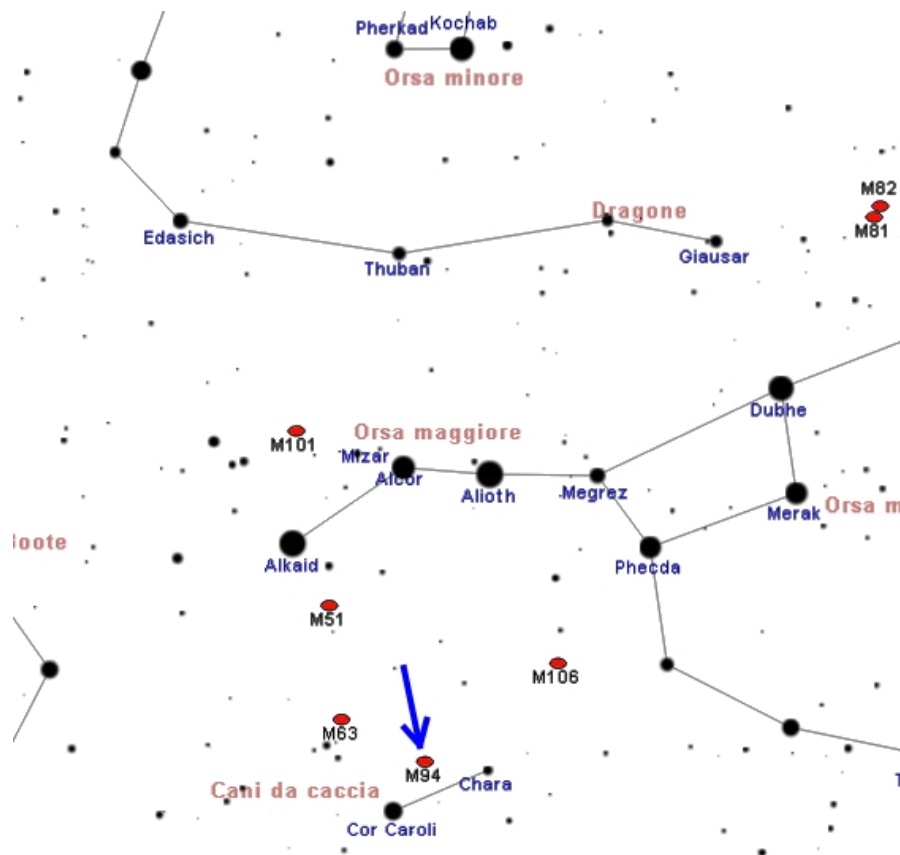 Pherkad
Kochab
Orsa minore
M82
M81
Dragone
Edasich
Thuban
Giausar
Dubhe
Orsa maggiore
M101
Mizar
Alcor
Alioth
Megrez
Merak
Orsa m
Boote
Alkaid
Phecda
M51
M106
M63
M94
Chara
Cani da caccia
Cor Caroli
T